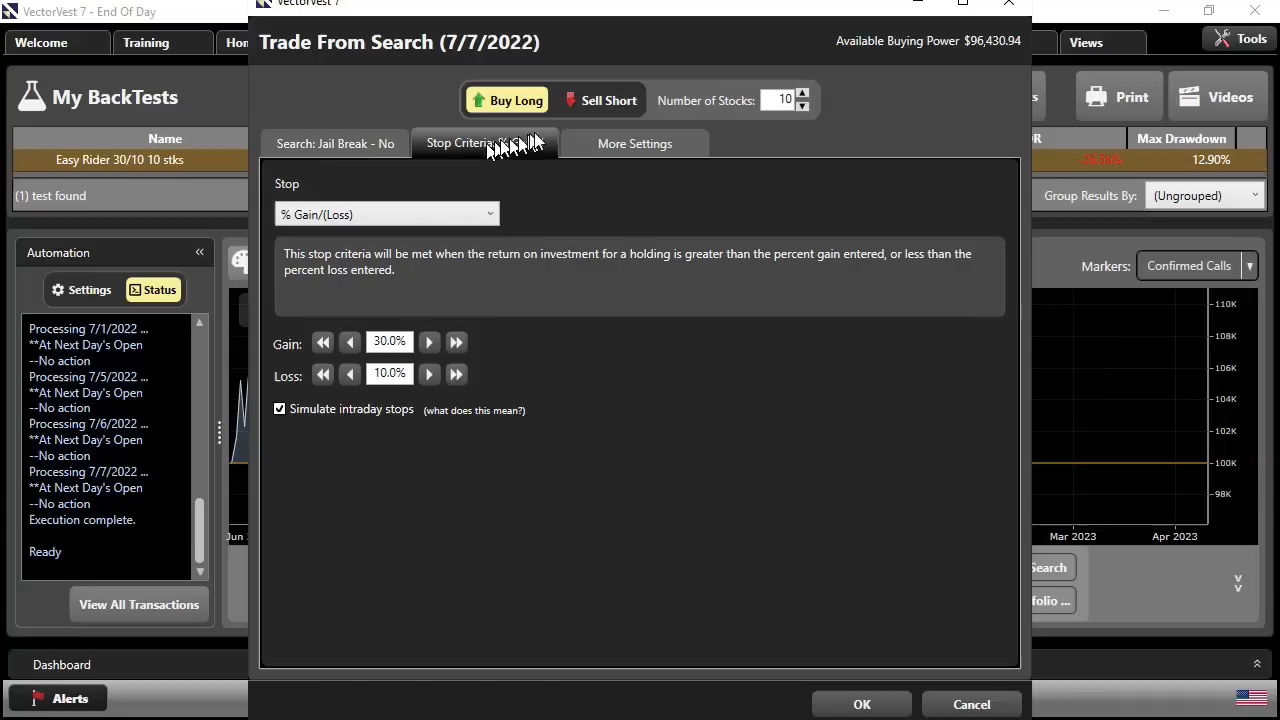 VectorVest 7 - End Of Day
VectorVest 7
Welcome
Training
Views
Tools
Trade From Search (7/7/2022)
Available Buying Power $96,430.94
My BackTests
Buy Long
Sell Short
Number of Stocks: 10
Print
Videos
Name
Max Drawdown
Easy Rider 30/10 10 stks
12.90%
(1) test found
Group Results By: (Ungrouped)
Search: Jail Break - No
Stop Criteria:
More Settings
Stop
% Gain/(Loss)
This stop criteria will be met when the return on investment for a holding is greater than the percent gain entered, or less than the
percent loss entered.
Gain: 30.0%
Loss: 10.0%
Simulate intraday stops (what does this mean?)
Automation
Settings
Status
Processing 7/1/2022 ...
**At Next Day's Open
--No action
Processing 7/5/2022 ...
**At Next Day's Open
--No action
Processing 7/6/2022 ...
**At Next Day's Open
--No action
Processing 7/7/2022 ...
**At Next Day's Open
--No action
Execution complete.
Ready
View All Transactions
Markers: Confirmed Calls
110K
108K
106K
104K
102K
100K
98K
Jun
Mar 2023
Apr 2023
Search
folio ...
Dashboard
Alerts
OK
Cancel